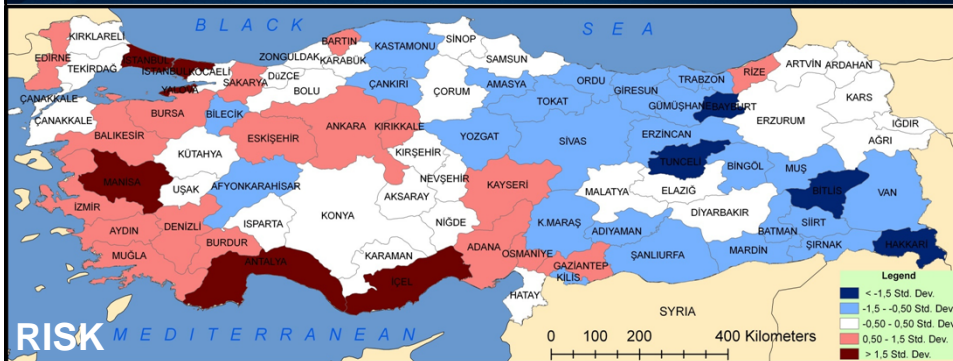 BLACK SEA
KIRKLARELİ
EDİRNE
TEKİRDAĞ
İSTANBUL
İSTANBUL
KOCAELİ
YALOVA
SAKARYA
DÜZCE
BOLU
ZONGULDAK
BARTIN
KARABÜK
KASTAMONU
SİNOP
SAMSUN
ÇANKIRI
ÇORUM
AMASYA
ORDU
GİRESUN
TRABZON
RİZE
ARTVİN
ARDAHAN
KARS
IĞDIR
AĞRI
ERZURUM
BAYBURT
GÜMÜŞHANE
ERZİNCAN
TOKAT
SİVAS
YOZGAT
ÇANAKKALE
ÇANAKKALE
BALIKESİR
BURSA
BİLECİK
ESKİŞEHİR
ANKARA
KIRIKKALE
KIRŞEHİR
NEVŞEHİR
KAYSERİ
KÜTAHYA
MANİSA
UŞAK
AFYONKARAHİSAR
İZMİR
AYDIN
DENİZLİ
MUĞLA
BURDUR
ISPARTA
ANTALYA
KONYA
AKSARAY
NİĞDE
KARAMAN
İÇEL
ADANA
OSMANİYE
HATAY
K.MARAŞ
GAZİANTEP
KİLİS
ADIYAMAN
ŞANLIURFA
MALATYA
ELAZIĞ
TUNCELİ
BİNGÖL
MUŞ
DİYARBAKIR
BATMAN
MARDİN
SİİRT
ŞIRNAK
BİTLİS
VAN
HAKKARİ
SYRIA
MEDITERRANEAN
RISK
0 100 200 400 Kilometers
Legend
< -1,5 Std. Dev.
-1,5 - -0,50 Std. Dev
-0,50 - 0,50 Std. Dev
0,50 - 1,5 Std. Dev.
> 1,5 Std. Dev.